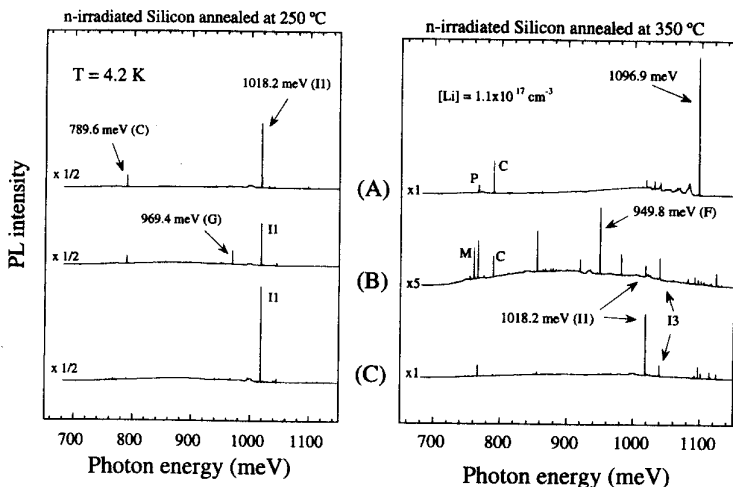 n-irradiated Silicon annealed at 250 ºC
T = 4.2 K
1018.2 meV (I1)
789.6 meV (C)
x 1/2
969.4 meV (G)
I1
x 1/2
I1
x 1/2
PL intensity
700 800 900 1000 1100
Photon energy (meV)
(A)
(B)
(C)
n-irradiated Silicon annealed at 350 ºC
1096.9 meV
[Li] = 1.1x10 17 cm-3
P
C
x1
949.8 meV (F)
M
C
x5
1018.2 meV (I1)
I3
x1
700 800 900 1000 1100
Photon energy (meV)